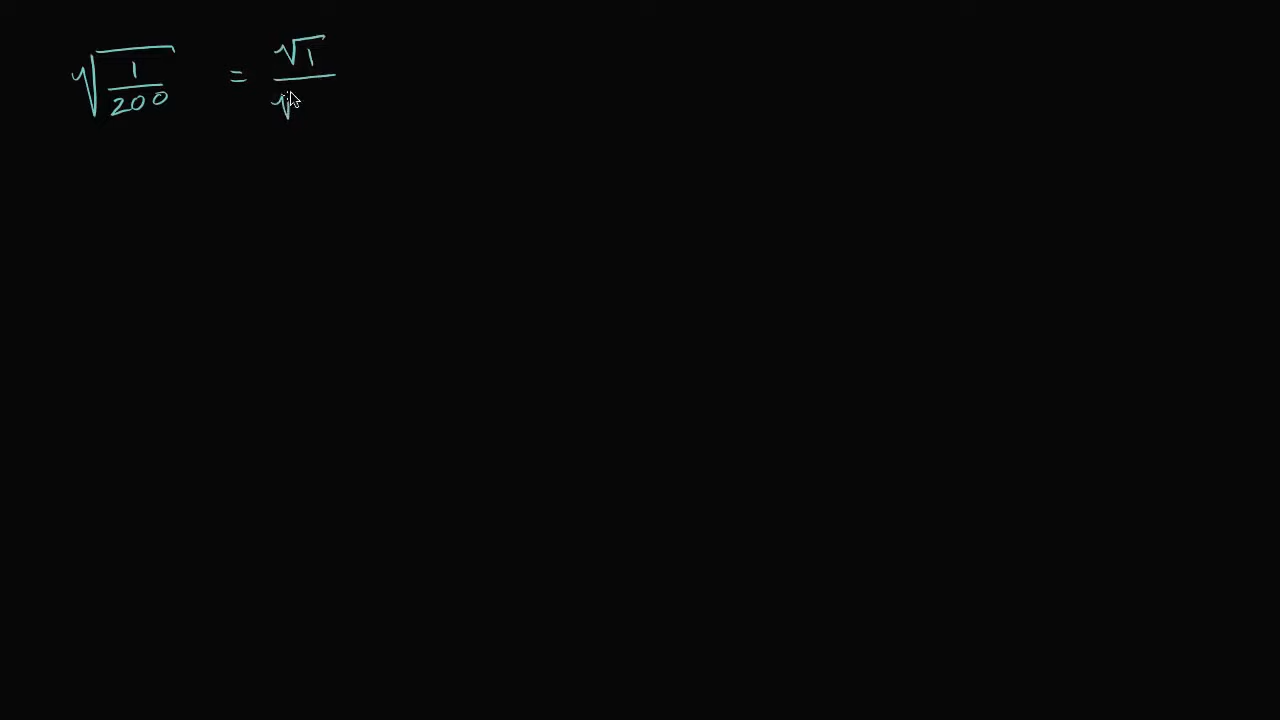 √(1/200) = √1/√